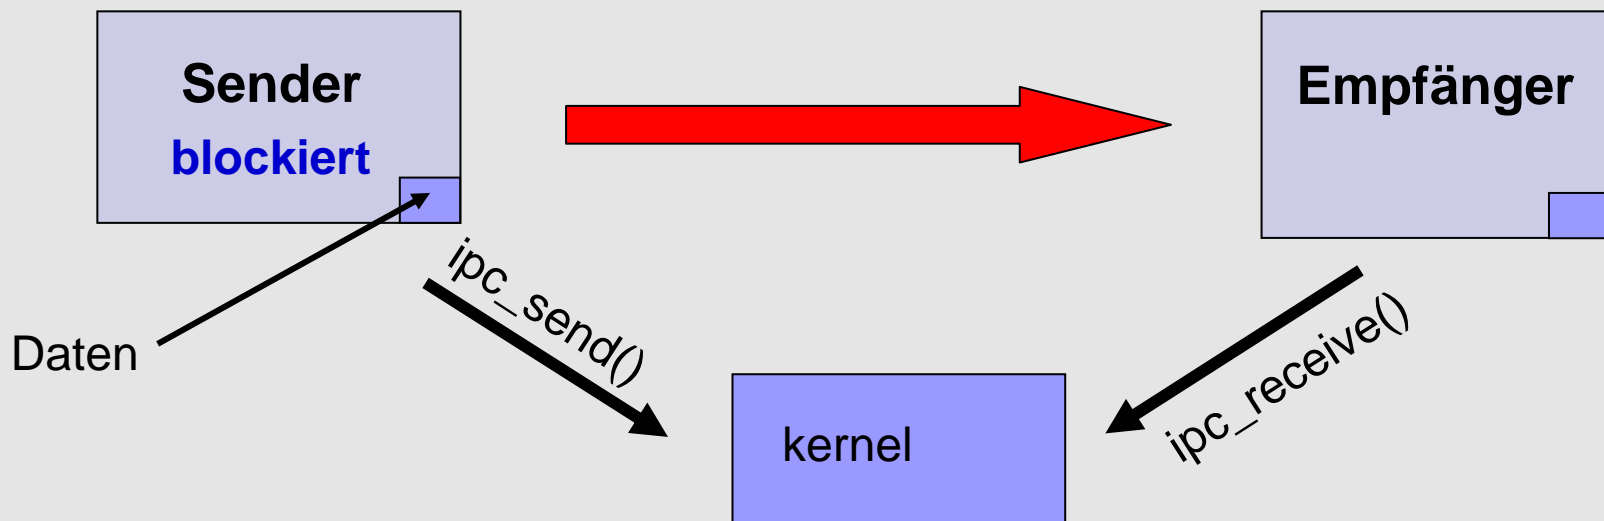 Sender
blockiert
Empfänger
Daten
ipc_send()
ipc_receive()
kernel